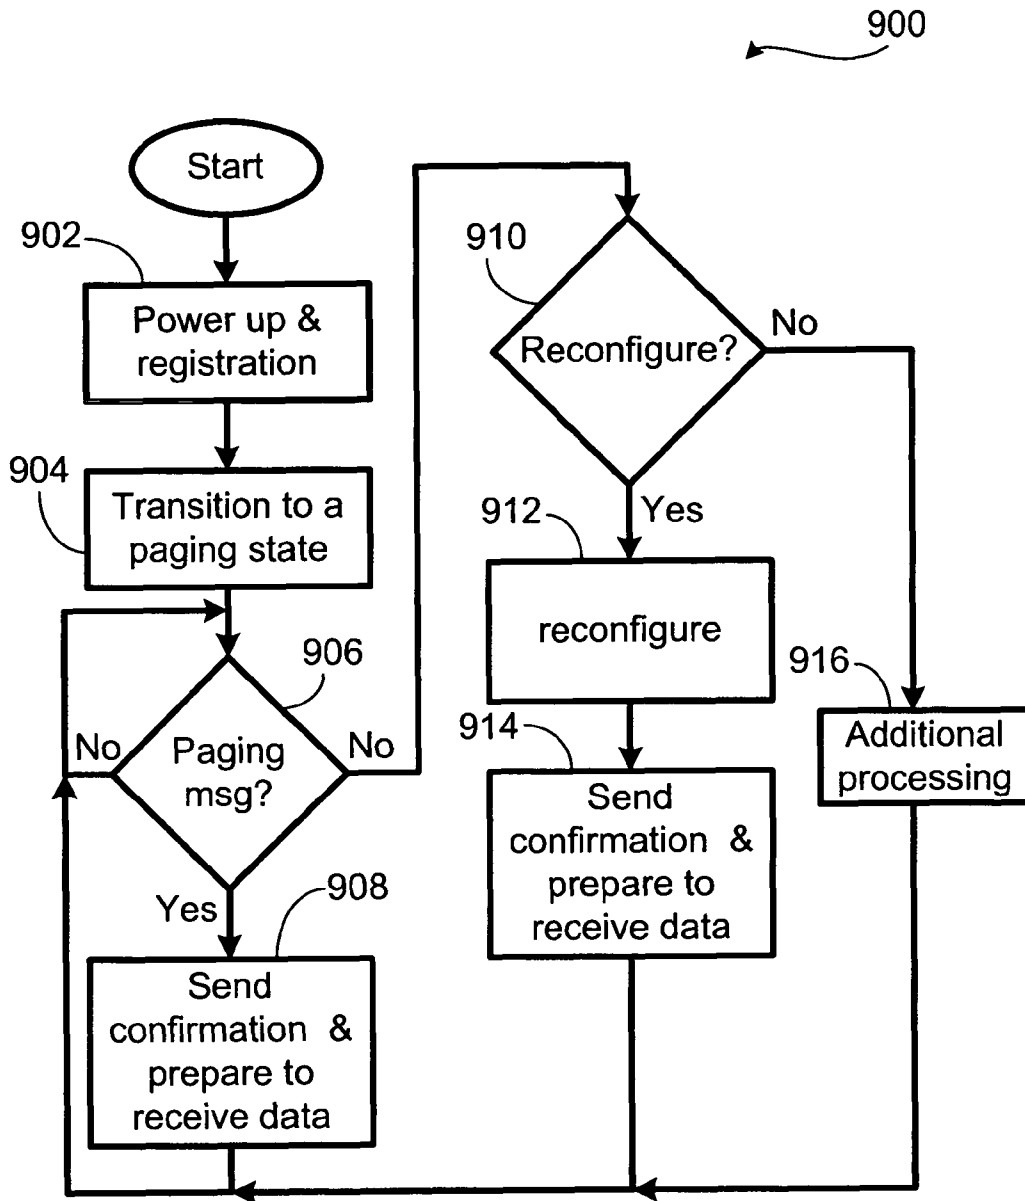 900
Start
902
Power up &
registration
904
Transition to a
paging state
906
No
Paging
msg?
No
Yes
908
Send
confirmation &
prepare to
receive data
910
Reconfigure?
No
Yes
912
reconfigure
914
Send
confirmation &
prepare to
receive data
916
Additional
processing